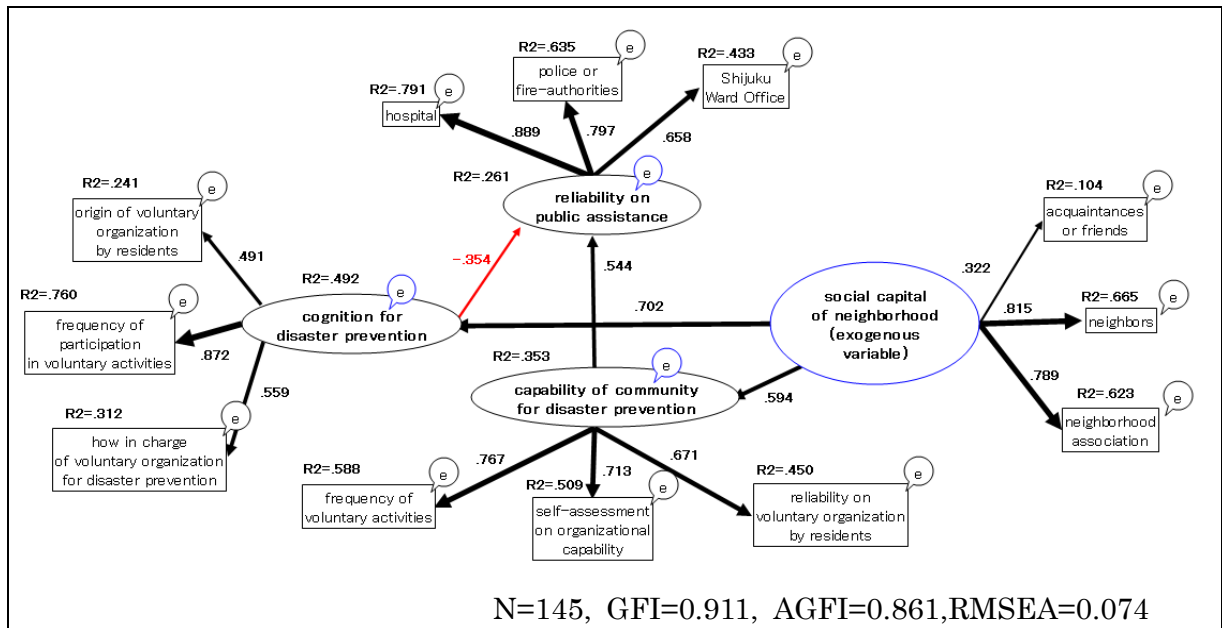 R2=.635
e
police or
fire-authorities
R2=.433
e
Shijuku
Ward Office
R2=.791
e
hospital
.889
.797
.658
R2=.261
e
reliability on
public assistance
R2=.241
e
origin of voluntary
organization
by residents
.491
-.354
.544
R2=.104
e
acquaintances
or friends
.322
R2=.492
e
cognition for
disaster prevention
.702
social capital
of neighborhood
(exogenous
variable)
.815
R2=.665
e
neighbors
R2=.760
e
frequency of
participation
in voluntary activities
.872
R2=.353
e
capability of community
for disaster prevention
.594
.789
R2=.623
e
neighborhood
association
.559
R2=.312
e
how in charge
of voluntary organization
for disaster prevention
.767
.713
.671
R2=.588
e
frequency of
voluntary activities
R2=.509
e
self-assessment
on organizational
capability
R2=.450
e
reliability on
voluntary organization
by residents
N=145, GFI=0.911, AGFI=0.861,RMSEA=0.074